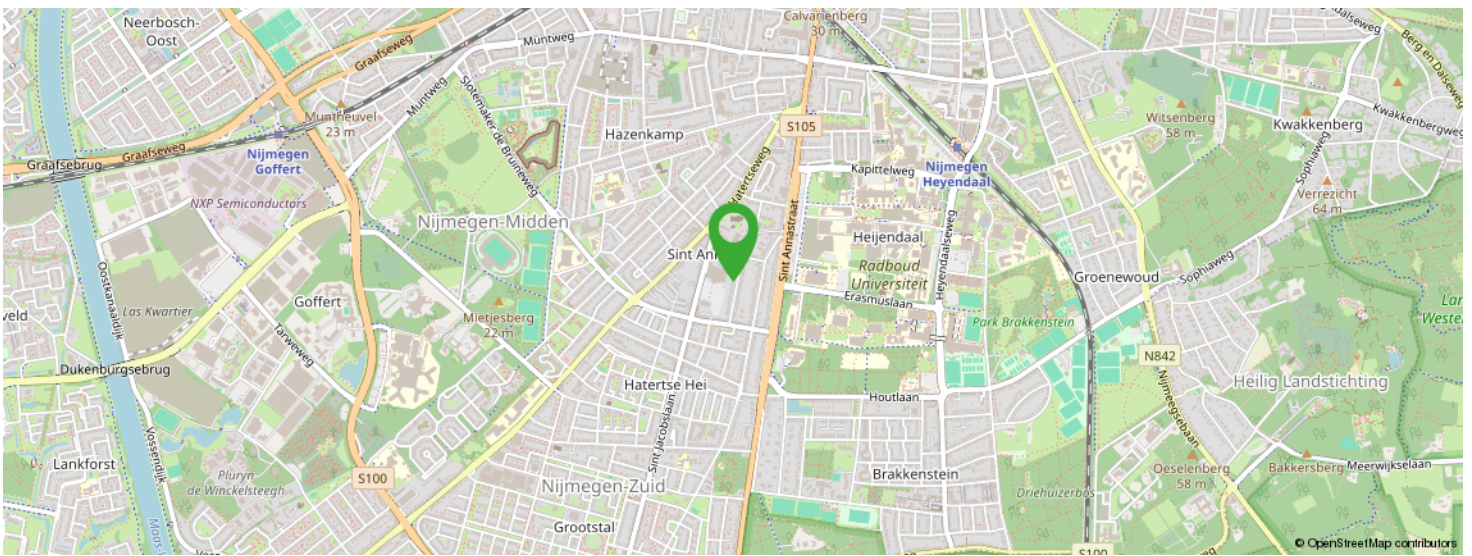 Neerbosch-
Oost
Graafseweg
Muntweg
Calvariënberg
30 m
Berg en Dalseweg
Muntheuvel
23 m
Muntweg
Slotemaker de Bruïneweg
Hazenkamp
S105
Witsenberg
58 m
Kwakkenberg
Kwakkenbergweg
Graafsebrug
Graafseweg
Nijmegen
Goffert
Hatertseweg
Kapittelweg
Nijmegen
Heyendaal
Sophiaweg
Verrezicht
64 m
NXP Semiconductors
Nijmegen-Midden
Sint Annastraat
Heijendaal
Heyendaalseweg
Sint Ann
Radboud
Universiteit
Groenewoud
Sophiaweg
Oostkanaaldijk
Las Kwartier
Goffert
Mietjesberg
22 m
Erasmuslaan
Park Brakkenstein
veld
Tarweweg
Dukenburgsebrug
N842
Nijmeegsebaan
Heilig Landstichting
Hatertse Hei
Houtlaan
Sint Jacobslaan
Vossendijk
Lankforst
Pluryn
de Winckelsteegh
S100
Brakkenstein
Oeselenberg
58 m
Bakkersberg
Meerwijkselaan
Nijmegen-Zuid
Driehuizerbos
Grootstal
S100
© OpenStreetMap contributors